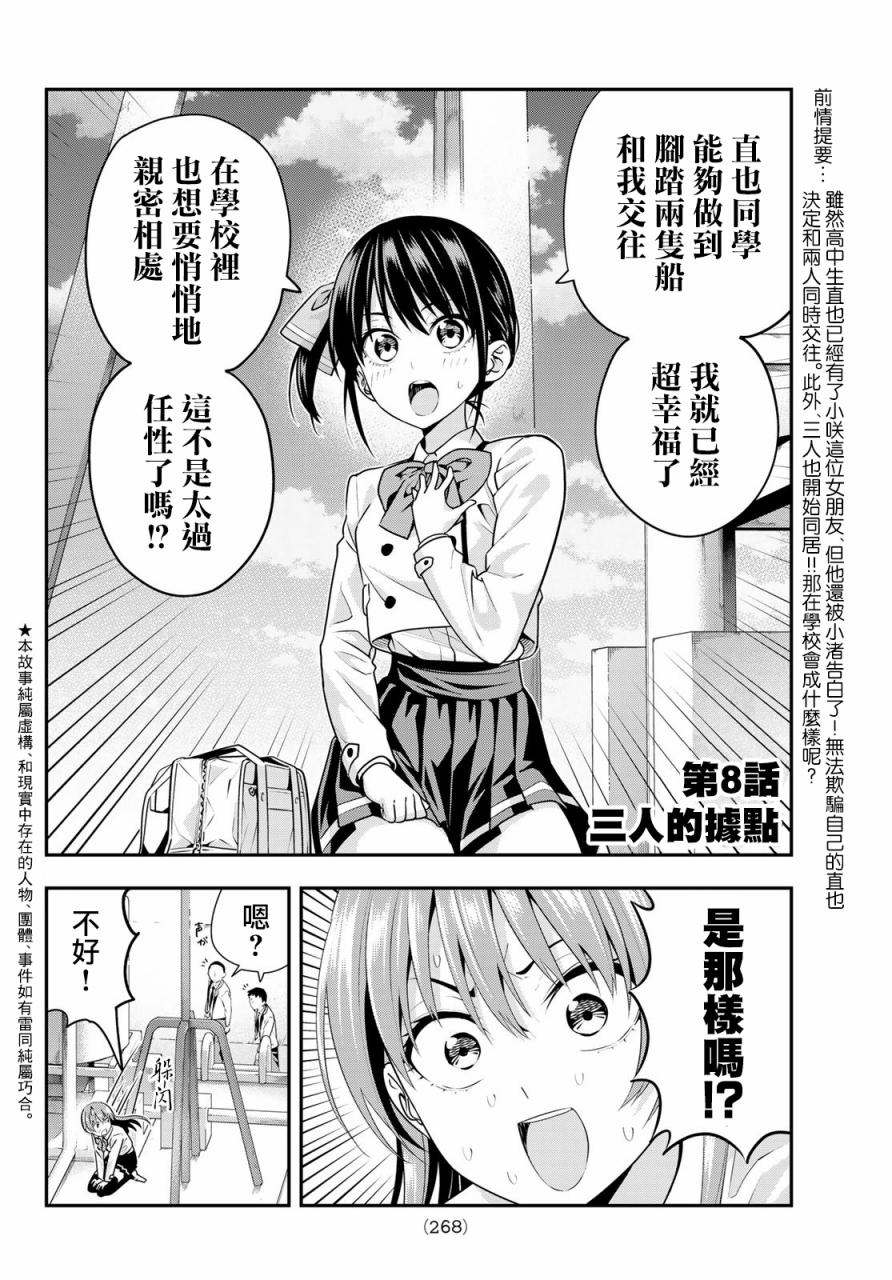 前情提要…
雖然高中生直也已經有了小咲這位女朋友、但他還被小渚告白了！無法欺騙自己的直也
決定和兩人同時交往。此外、三人也開始同居!!那在學校會成什麼樣呢？
直也同學
能夠做到
腳踏兩隻船
和我交往
我就已經
超幸福了
在學校裡
也想要悄悄地
親密相處
這不是太過
任性了嗎!?
第8話
三人的據點
是那樣嗎!?
嗯？
声が
不好！
躲闪
★本故事純屬虛構、和現實中存在的人物、團體、事件如有雷同純屬巧合。
(268)